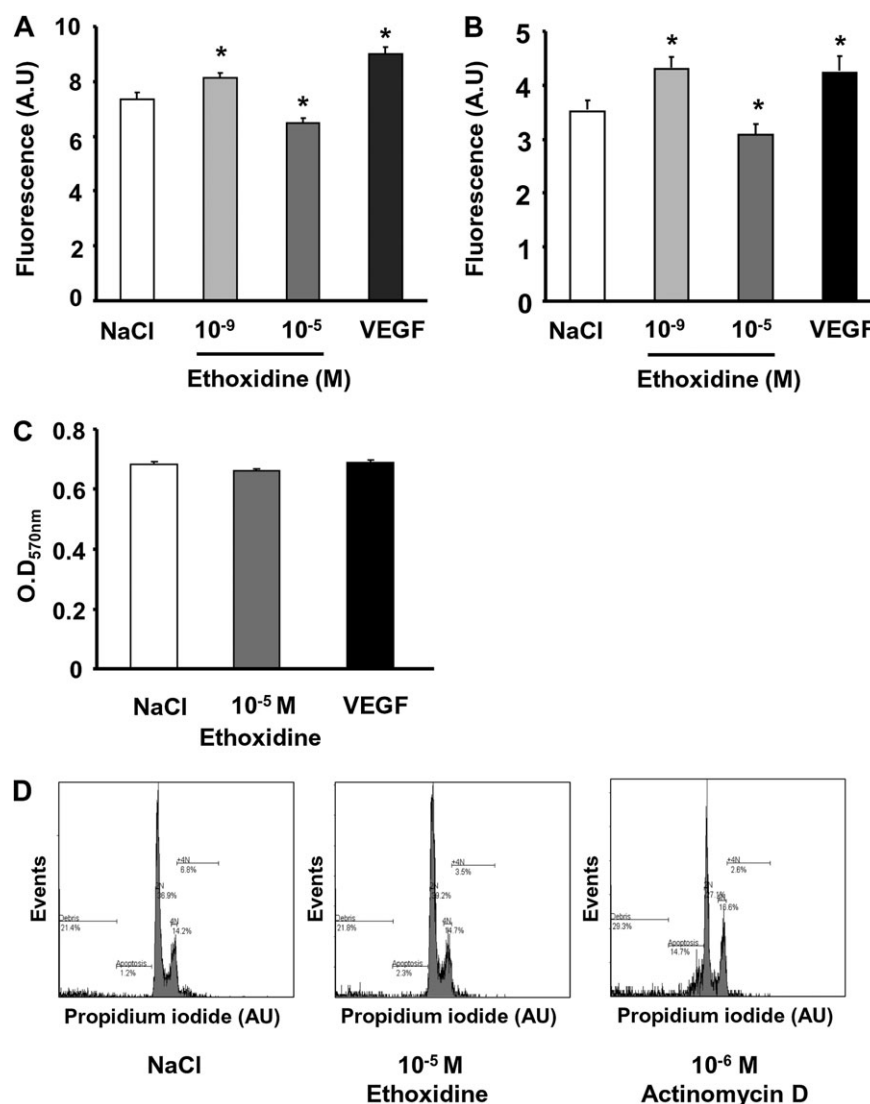 A
Fluorescence (A.U)
10
8
6
4
2
0
* * *
NaCl 10⁻⁹ 10⁻⁵ VEGF
Ethoxidine (M)
B
Fluorescence (A.U)
5
4
3
2
1
0
* * *
NaCl 10⁻⁹ 10⁻⁵ VEGF
Ethoxidine (M)
C
O.D570nm
0.8
0.6
0.4
0.2
0
NaCl 10⁻⁵ M VEGF
Ethoxidine
D
Events
+4N
6.8%
14.2%
Debris
21.4%
Apoptosis
1.2%
Propidium iodide (AU)
NaCl
Events
+4N
3.5%
Debris
21.8%
Apoptosis
2.3%
Propidium iodide (AU)
10⁻⁵ M
Ethoxidine
Events
+4N
2.6%
Debris
Apoptosis
14.7%
Propidium iodide (AU)
10⁻⁶ M
Actinomycin D